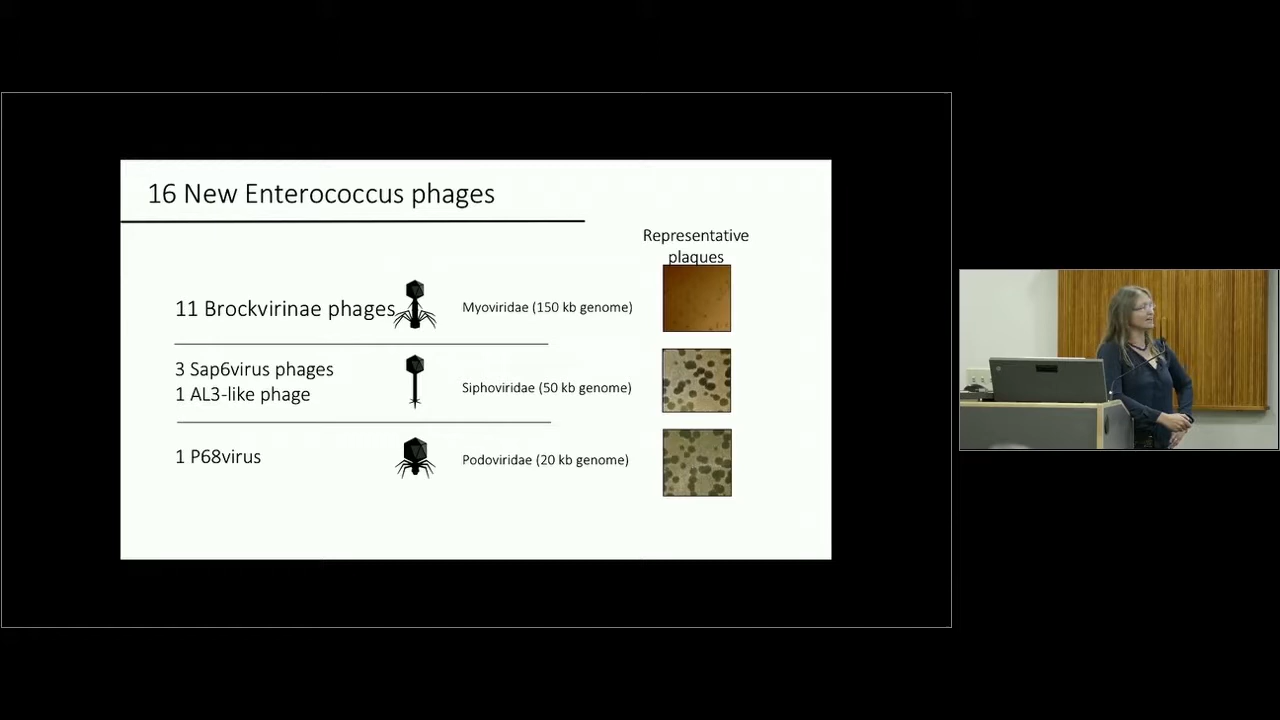 16 New Enterococcus phages
Representative
plaques
11 Brockvirinae phages
Myoviridae (150 kb genome)
3 Sap6virus phages
1 AL3-like phage
Siphoviridae (50 kb genome)
1 P68virus
Podoviridae (20 kb genome)